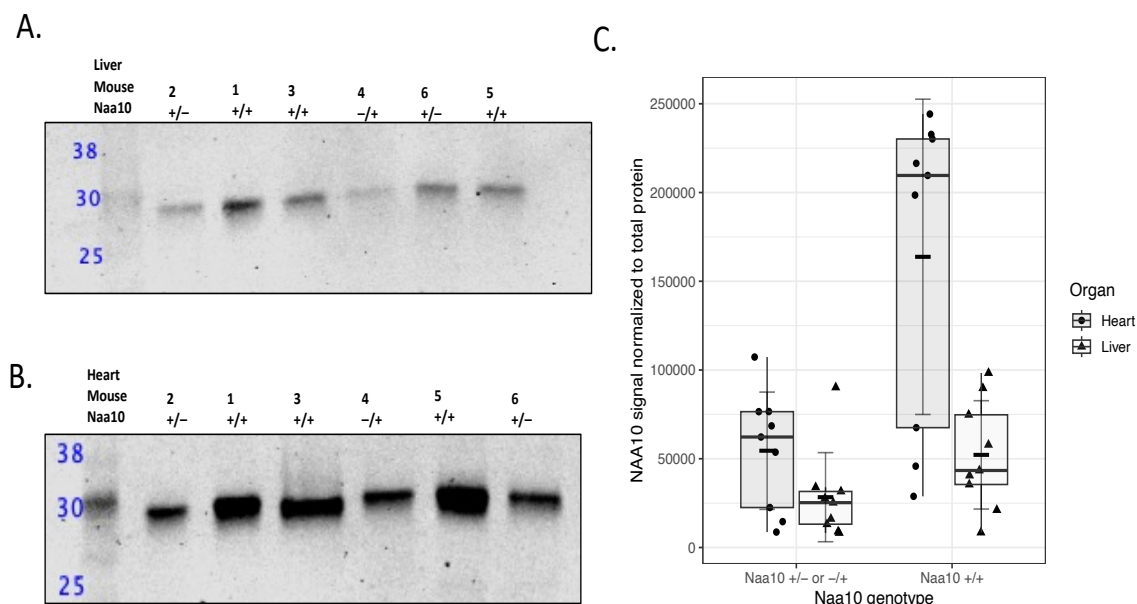 A.
Liver
Mouse 2 1 3 4 6 5
Naa10 +/− +/+ +/+ −/+ +/− +/+
38
30
25
B.
Heart
Mouse 2 1 3 4 5 6
Naa10 +/− +/+ +/+ −/+ +/+ +/−
38
30
25
C.
NAA10 signal normalized to total protein
250000
200000
150000
100000
50000
0
Naa10 +/− or −/+ Naa10 +/+
Naa10 genotype
Organ
Heart
Liver